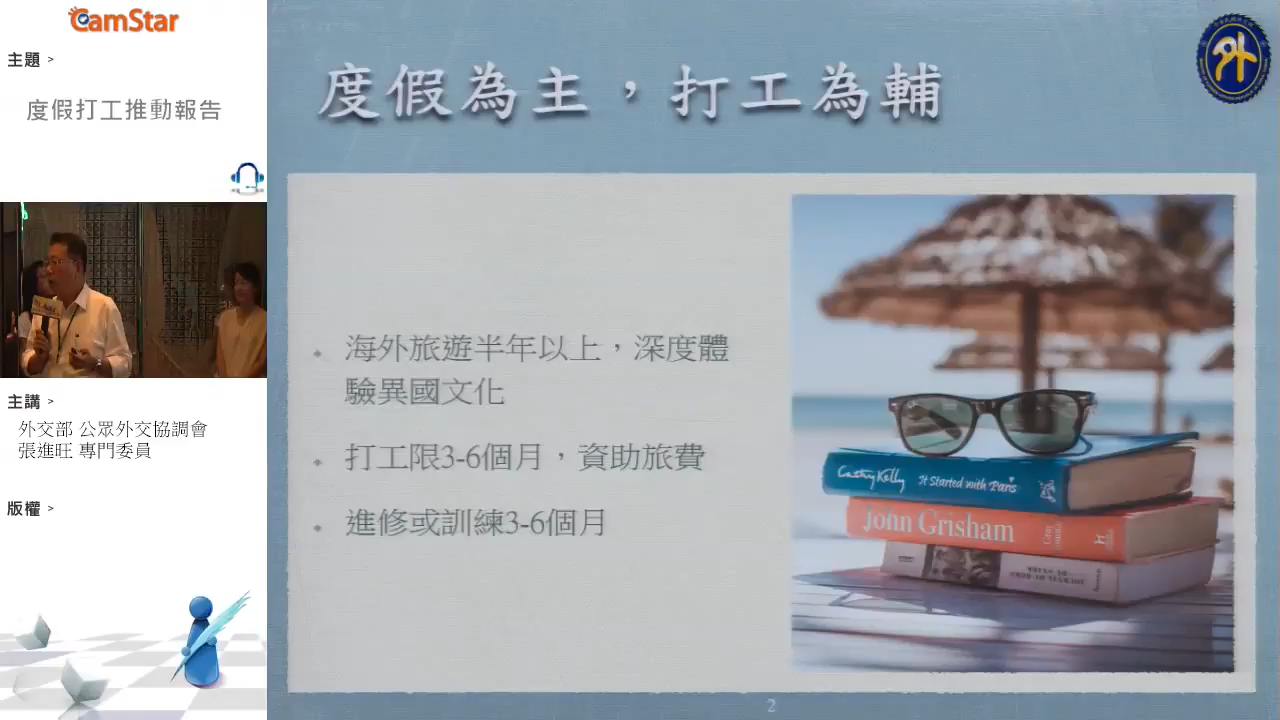 CamStar
主題 >
度假打工推動報告
主講 >
外交部 公眾外交協調會
張進旺 專門委員
版權 >
度假為主，打工為輔
外
海外旅遊半年以上，深度體
驗異國文化
打工限3-6個月，資助旅費
進修或訓練3-6個月
Cathy Kelly
It Started with Paris
John Grisham
2